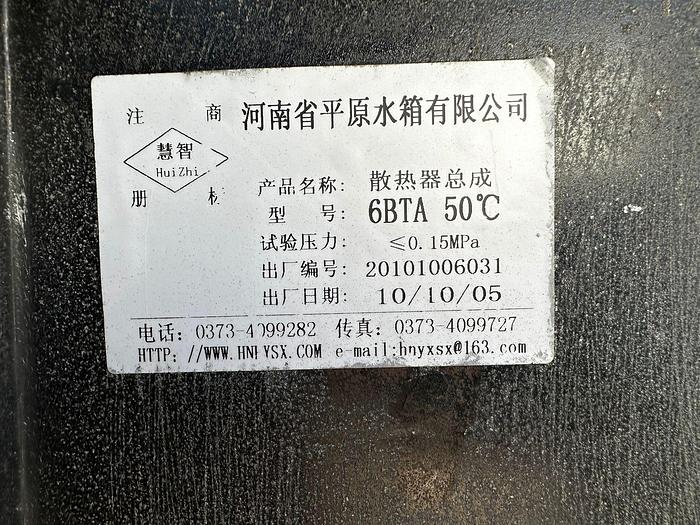 注 商 河南省平原水箱有限公司
慧智
HuiZhi
册
产品名称: 散热器总成
型 号: 6BTA 50℃
试验压力: ≤0.15MPa
出厂编号: 20101006031
出厂日期: 10/10/05
电话: 0373-4099282 传真: 0373-4099727
HTTP: //WWW.HNHYSX.COM e-mail:hnyxsx@163.com